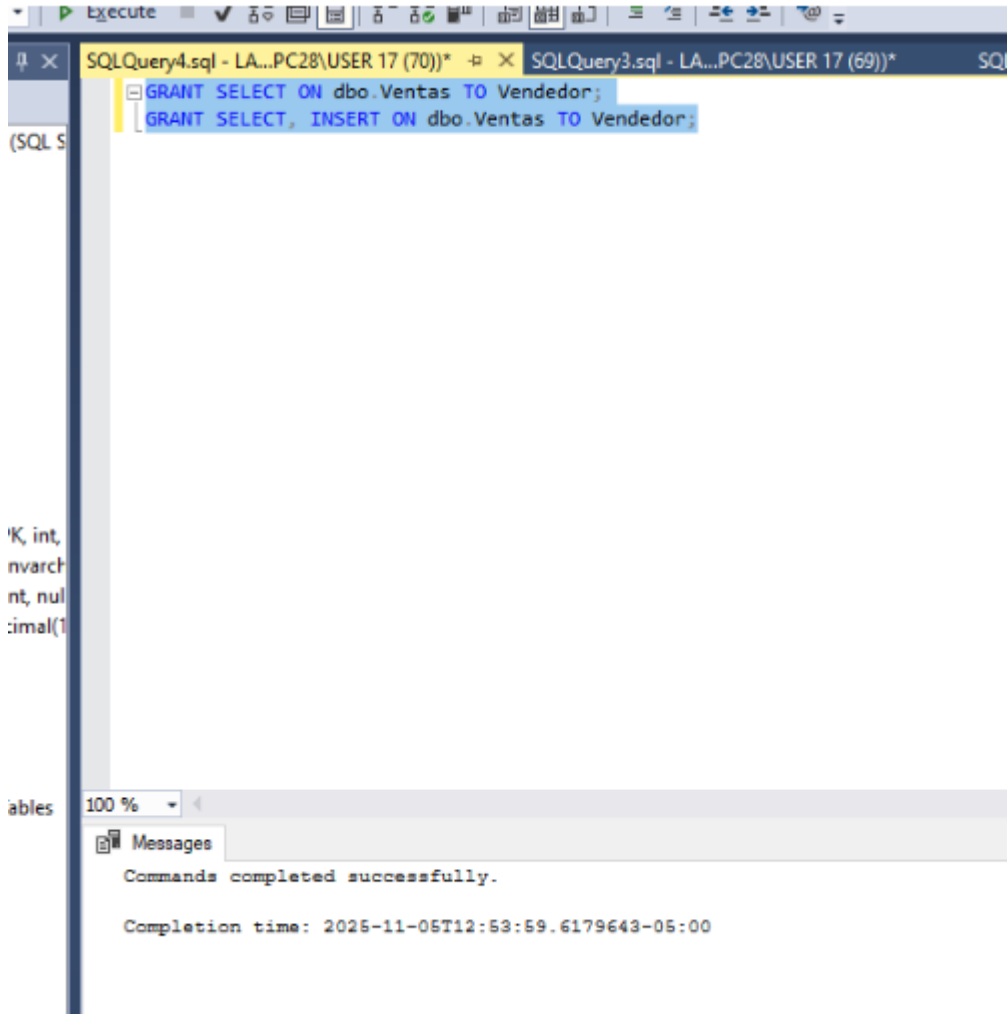 Execute
SQLQuery4.sql - LA...PC28\USER 17 (70))*
SQLQuery3.sql - LA...PC28\USER 17 (69))*
SQL
GRANT SELECT ON dbo.Ventas TO Vendedor;
GRANT SELECT, INSERT ON dbo.Ventas TO Vendedor;
(SQL S
K, int,
nvarch
nt, nul
cimal(1
ables
100 %
Messages
Commands completed successfully.
Completion time: 2025-11-05T12:53:59.6179643-05:00